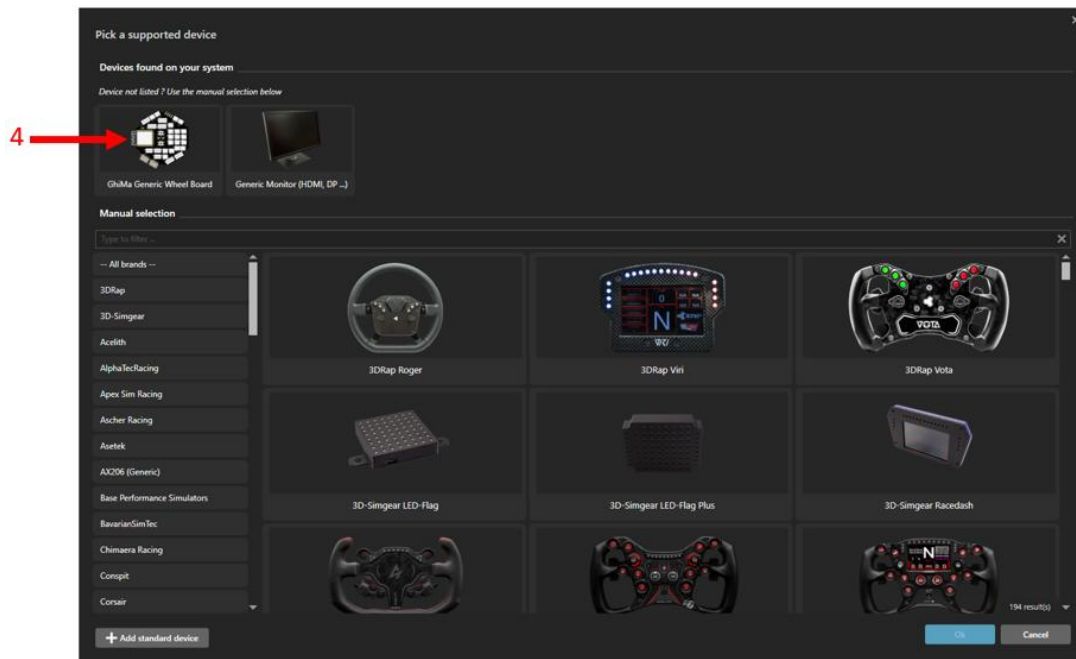 Pick a supported device
Devices found on your system
Device not listed ? Use the manual selection below
4
GhiMa Generic Wheel Board
Generic Monitor (HDMI, DP ...)
Manual selection
Type to filter ...
-- All brands --
3DRap
3D-Simgear
Acelith
AlphaTecRacing
Apex Sim Racing
Ascher Racing
Asetek
AX206 (Generic)
Base Performance Simulators
BavarianSimTec
Chimaera Racing
Conspit
Corsair
0
N
VOTA
3DRap Roger
3DRap Viri
3DRap Vota
3D-Simgear LED-Flag
3D-Simgear LED-Flag Plus
3D-Simgear Racedash
N
194 result(s)
Add standard device
Ok
Cancel